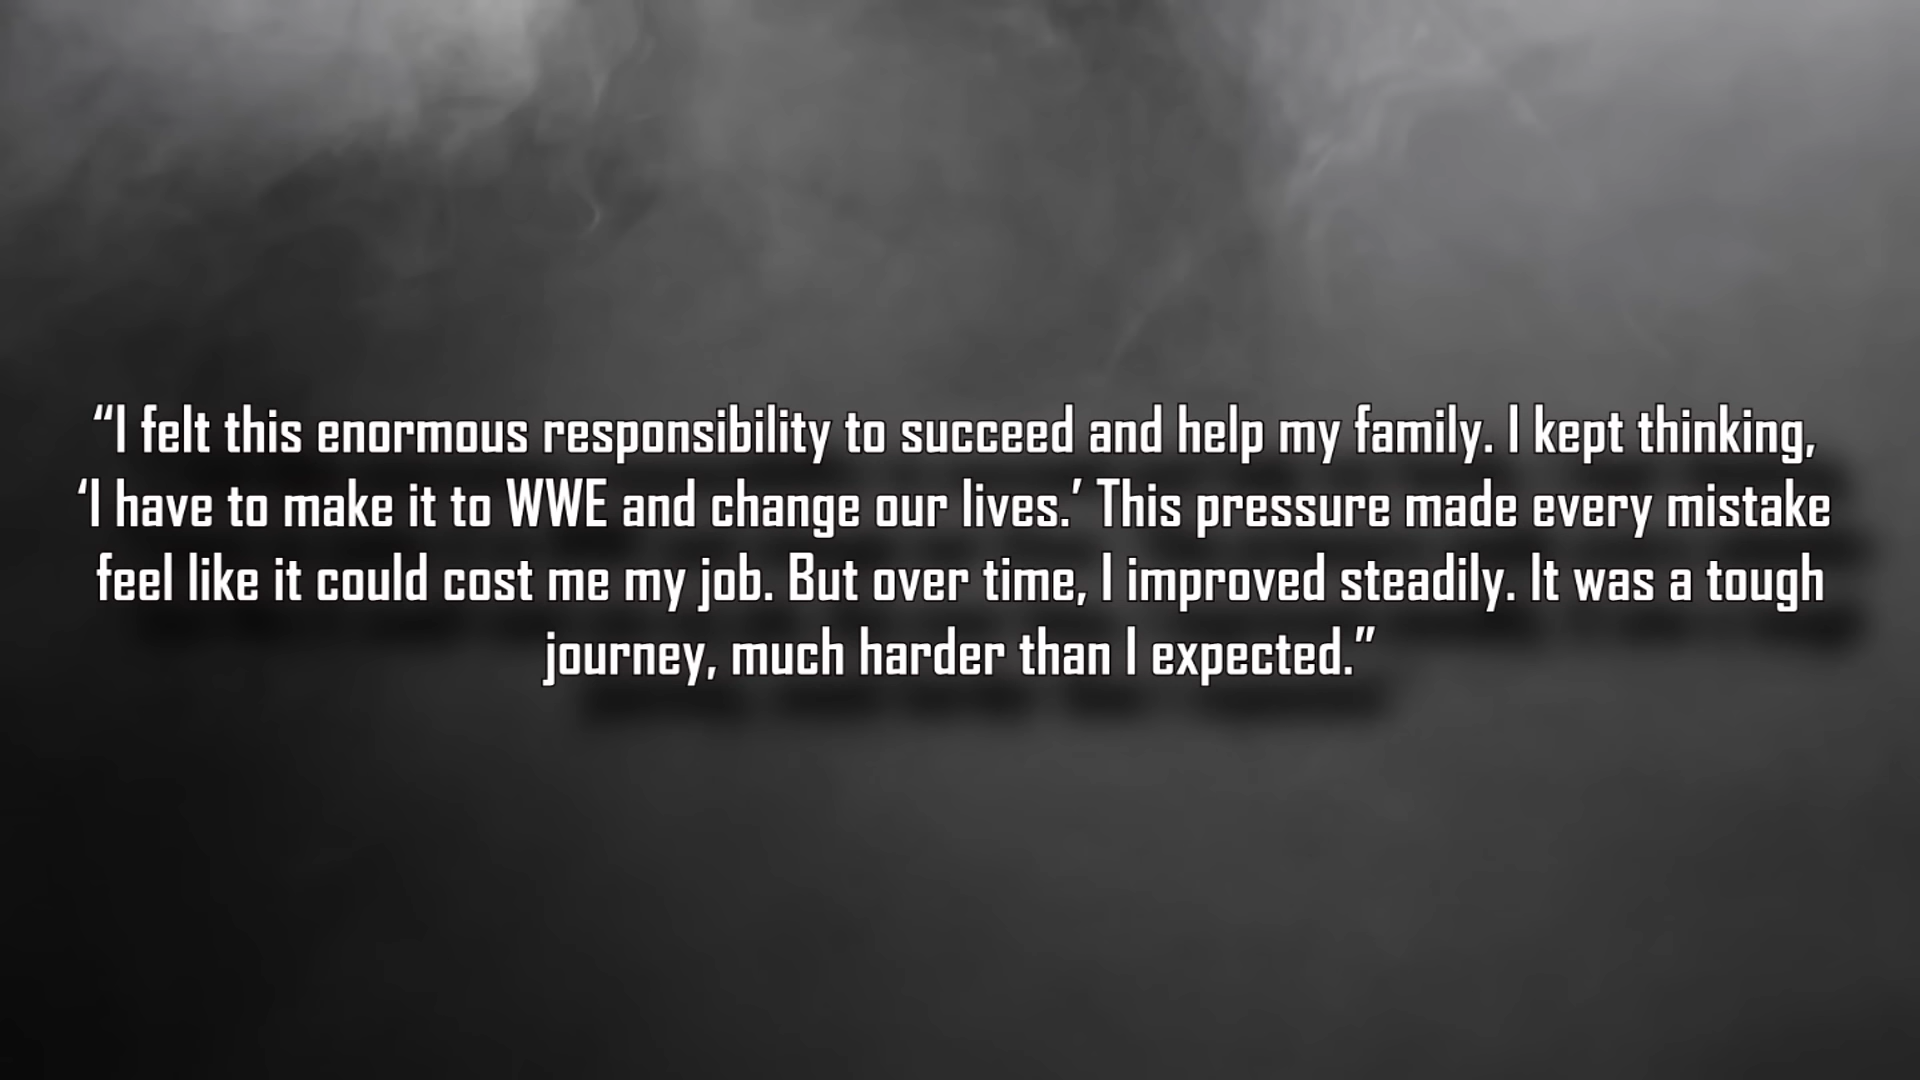 “I felt this enormous responsibility to succeed and help my family. I kept thinking,
‘I have to make it to WWE and change our lives.’ This pressure made every mistake
feel like it could cost me my job. But over time, I improved steadily. It was a tough
journey, much harder than I expected.”